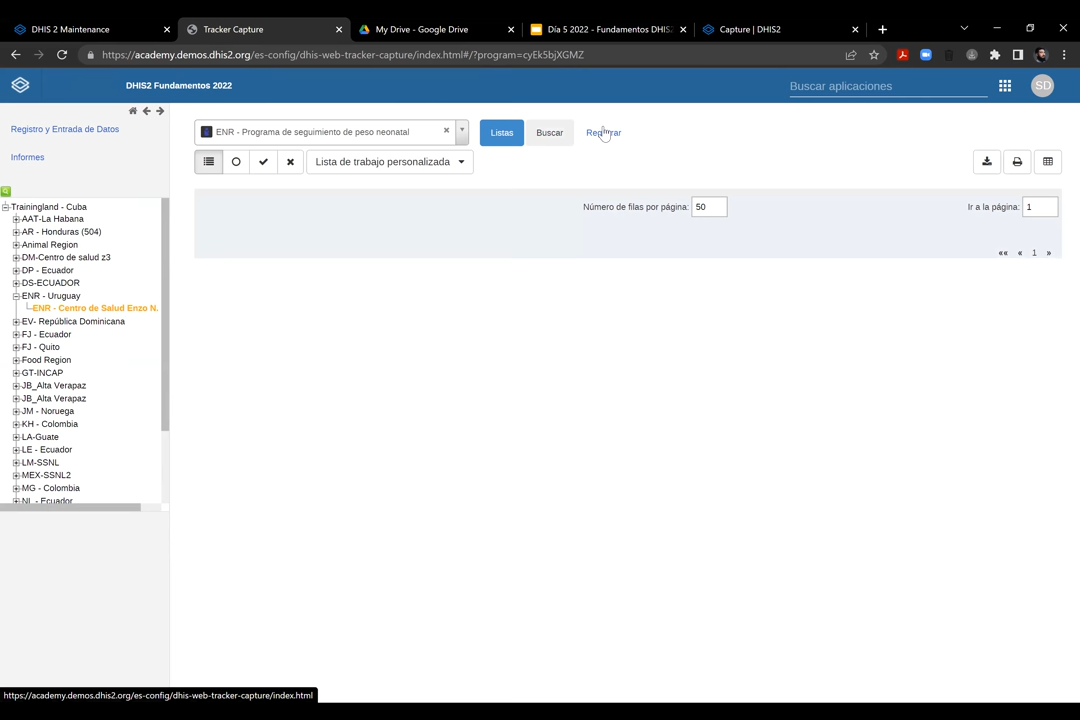 DHIS 2 Maintenance
Tracker Capture
My Drive - Google Drive
Día 5 2022 - Fundamentos DHIS
Capture | DHIS2
https://academy.demos.dhis2.org/es-config/dhis-web-tracker-capture/index.html#/?program=cyEk5bjXGMZ
DHIS2 Fundamentos 2022
Buscar aplicaciones
SD
Registro y Entrada de Datos
Informes
ENR - Programa de seguimiento de peso neonatal
Listas
Buscar
Registrar
Lista de trabajo personalizada
Número de filas por página: 50
Ir a la página: 1
«« « 1 »
Trainingland - Cuba
AAT-La Habana
AR - Honduras (504)
Animal Region
DM-Centro de salud z3
DP - Ecuador
DS-ECUADOR
ENR - Uruguay
ENR - Centro de Salud Enzo N.
EV- República Dominicana
FJ - Ecuador
FJ - Quito
Food Region
GT-INCAP
JB_Alta Verapaz
JB_Alta Verapaz
JM - Noruega
KH - Colombia
LA-Guate
LE - Ecuador
LM-SSNL
MEX-SSNL2
MG - Colombia
NL - Ecuador
https://academy.demos.dhis2.org/es-config/dhis-web-tracker-capture/index.html